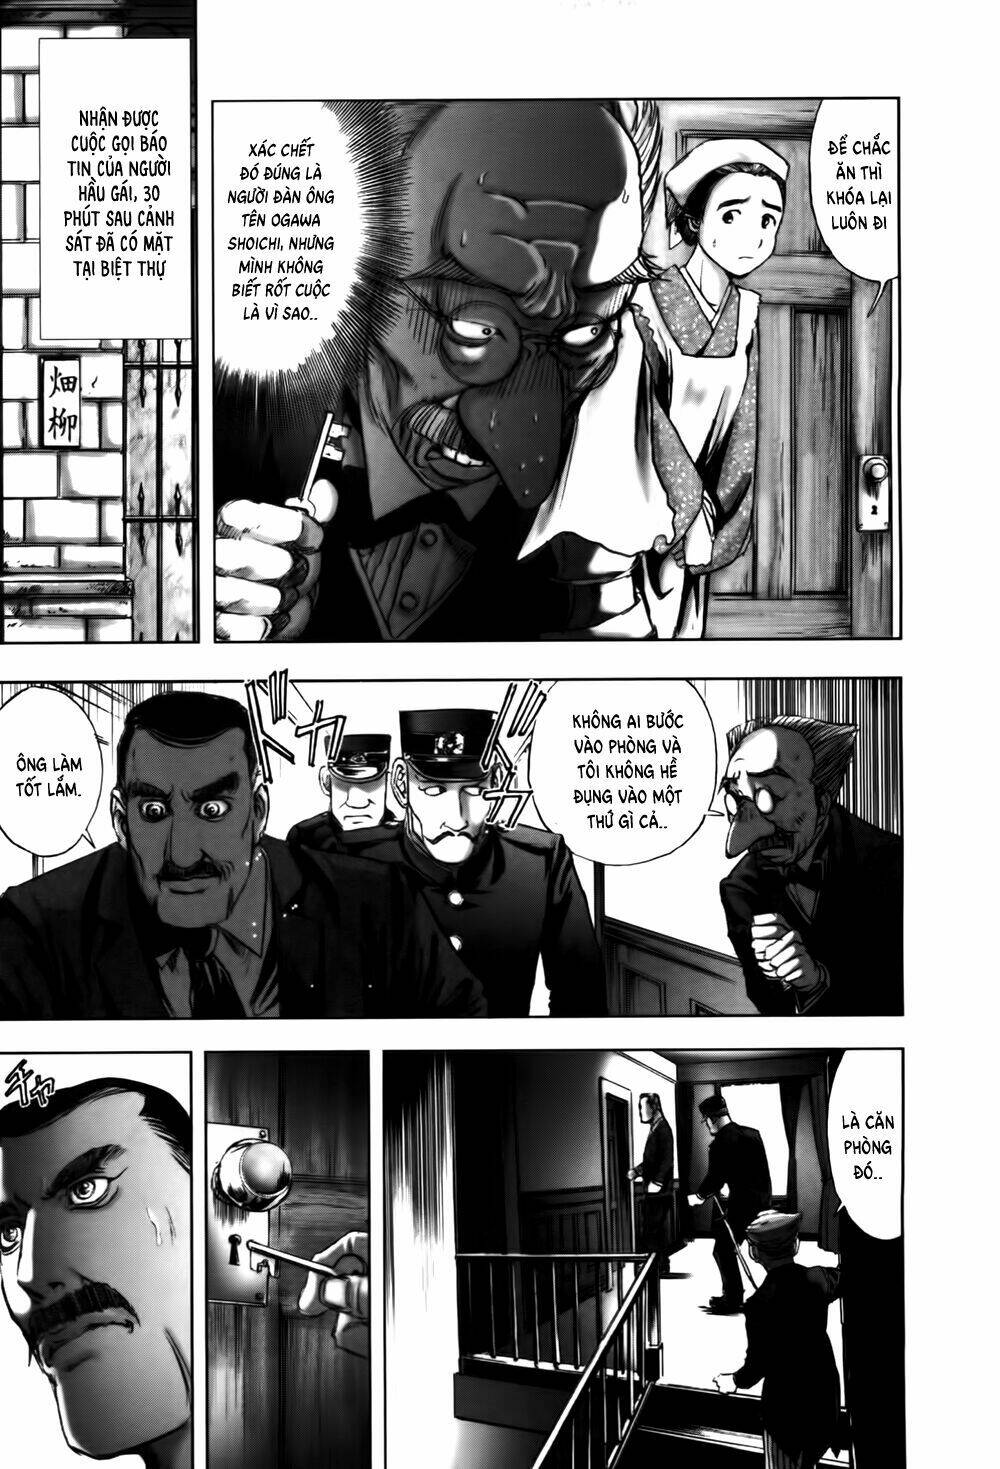 ĐỂ CHẮC
ĂN THÌ
KHÓA LẠI
LUÔN ĐI
XÁC CHẾT
ĐÓ ĐÚNG LÀ
NGƯỜI ĐÀN ÔNG
TÊN OGAWA
SHOICHI, NHƯNG
MÌNH KHÔNG
BIẾT RỐT CUỘC
LÀ VÌ SAO..
NHẬN ĐƯỢC
CUỘC GỌI BÁO
TIN CỦA NGƯỜI
HẦU GÁI, 30
PHÚT SAU CẢNH
SÁT ĐÃ CÓ MẶT
TẠI BIỆT THỰ
畑柳
KHÔNG AI BƯỚC
VÀO PHÒNG VÀ
TÔI KHÔNG HỀ
ĐỤNG VÀO MỘT
THỨ GÌ CẢ..
ドカ
ドカ
ÔNG LÀM
TỐT LẮM.
LÀ CĂN
PHÒNG
ĐÓ..
チャ